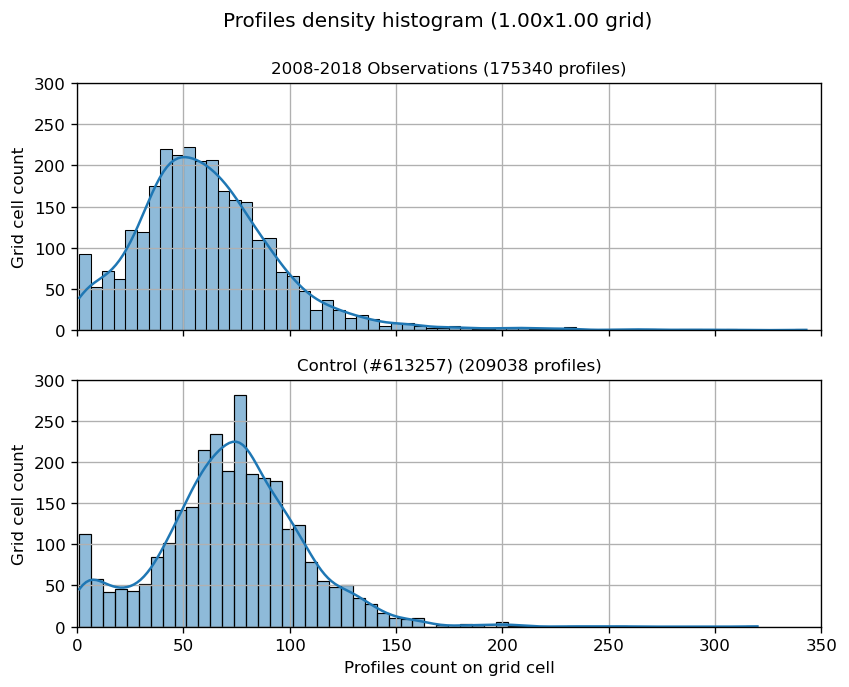 Profiles density histogram (1.00x1.00 grid)
2008-2018 Observations (175340 profiles)
300
250
200
150
100
50
0
Grid cell count
Control (#613257) (209038 profiles)
300
250
200
150
100
50
0
Grid cell count
0 50 100 150 200 250 300 350
Profiles count on grid cell